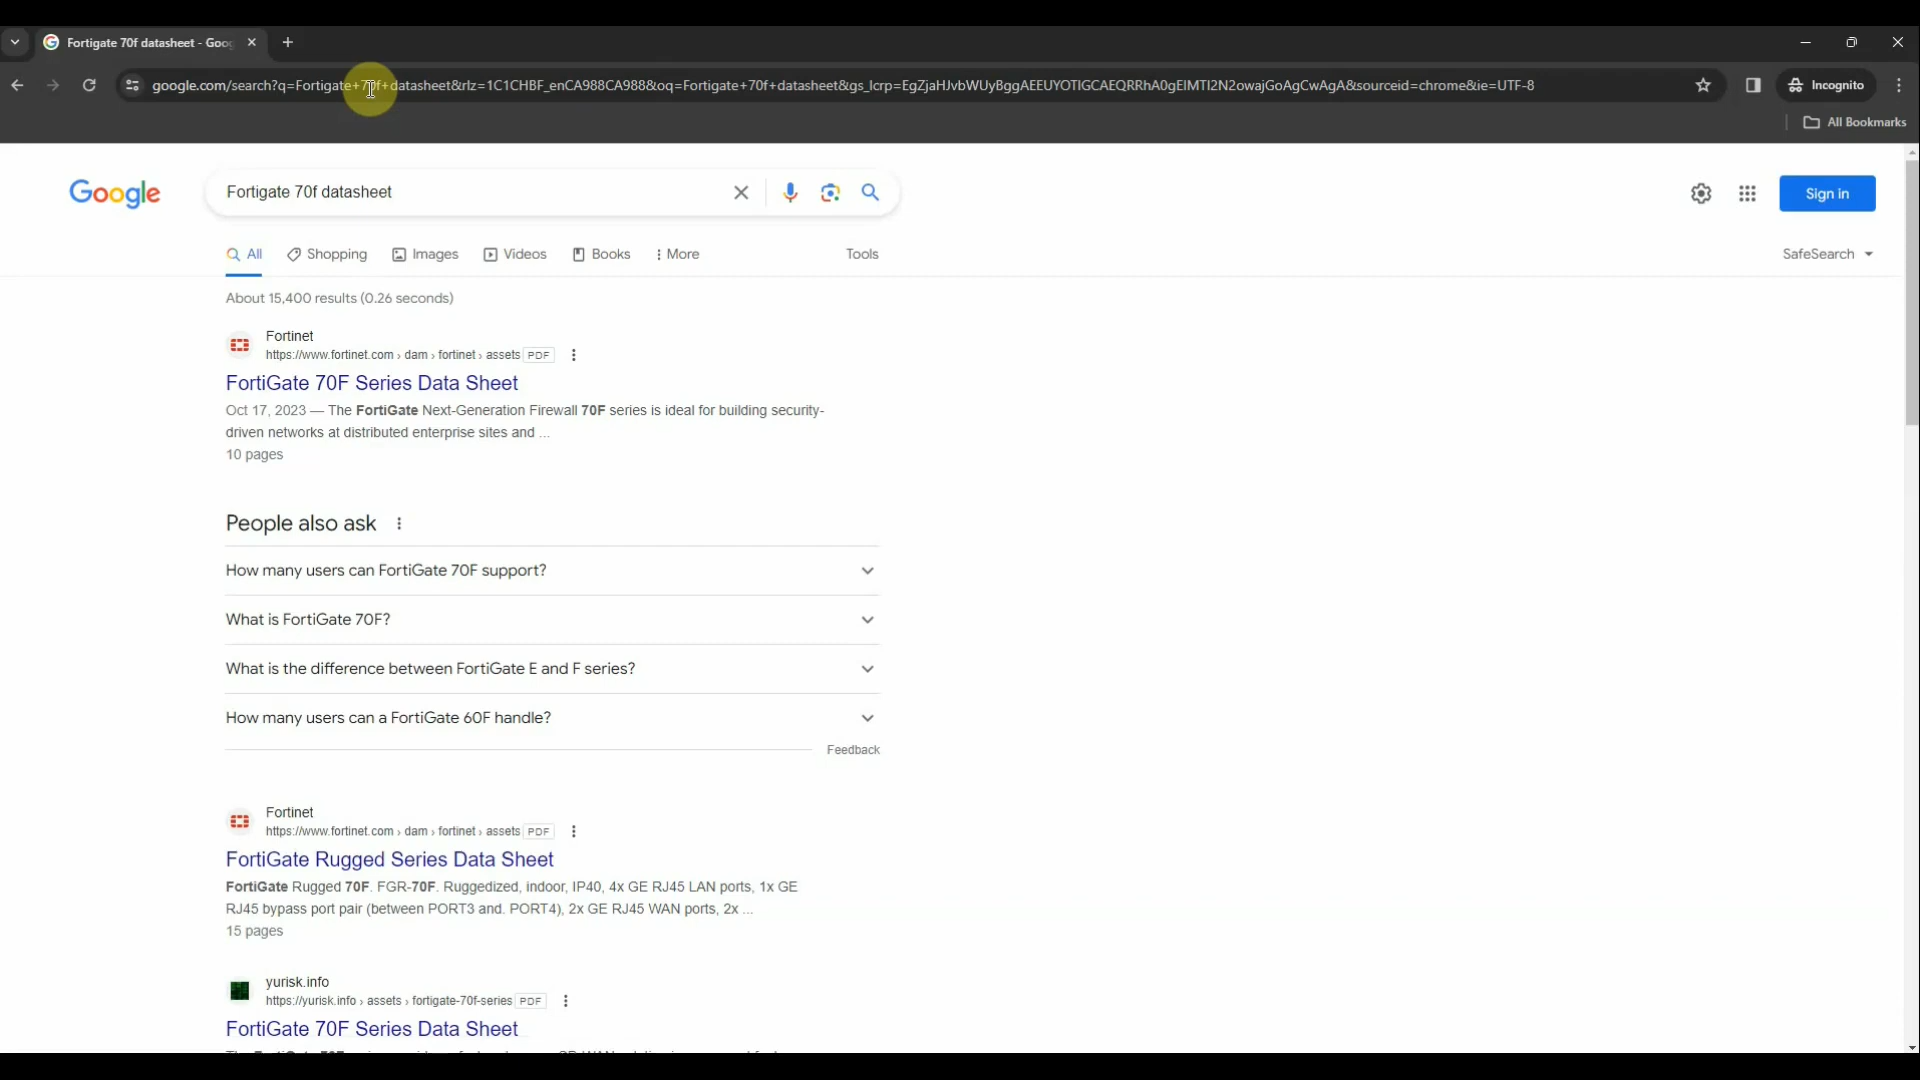 Fortigate 70f datasheet - Goog
google.com/search?q=Fortigate+70f+datasheet&rlz=1C1CHBF_enCA988CA988&oq=Fortigate+70f+datasheet&gs_lcrp=EgZjaHJvbWUyBggAEEUYOTIGCAEQRRhA0gEIMTI2N2owajGoAgCwAgA&sourceid=chrome&ie=UTF-8
Incognito
All Bookmarks
Google
Fortigate 70f datasheet
Sign in
All Shopping Images Videos Books More Tools SafeSearch
About 15,400 results (0.26 seconds)
Fortinet
https://www.fortinet.com › dam › fortinet › assets PDF
FortiGate 70F Series Data Sheet
Oct 17, 2023 — The FortiGate Next-Generation Firewall 70F series is ideal for building security-
driven networks at distributed enterprise sites and ...
10 pages
People also ask
How many users can FortiGate 70F support?
What is FortiGate 70F?
What is the difference between FortiGate E and F series?
How many users can a FortiGate 60F handle?
Feedback
Fortinet
https://www.fortinet.com › dam › fortinet › assets PDF
FortiGate Rugged Series Data Sheet
FortiGate Rugged 70F. FGR-70F. Ruggedized, indoor, IP40, 4x GE RJ45 LAN ports, 1x GE
RJ45 bypass port pair (between PORT3 and. PORT4), 2x GE RJ45 WAN ports, 2x ...
15 pages
yurisk.info
https://yurisk.info › assets › fortigate-70f-series PDF
FortiGate 70F Series Data Sheet